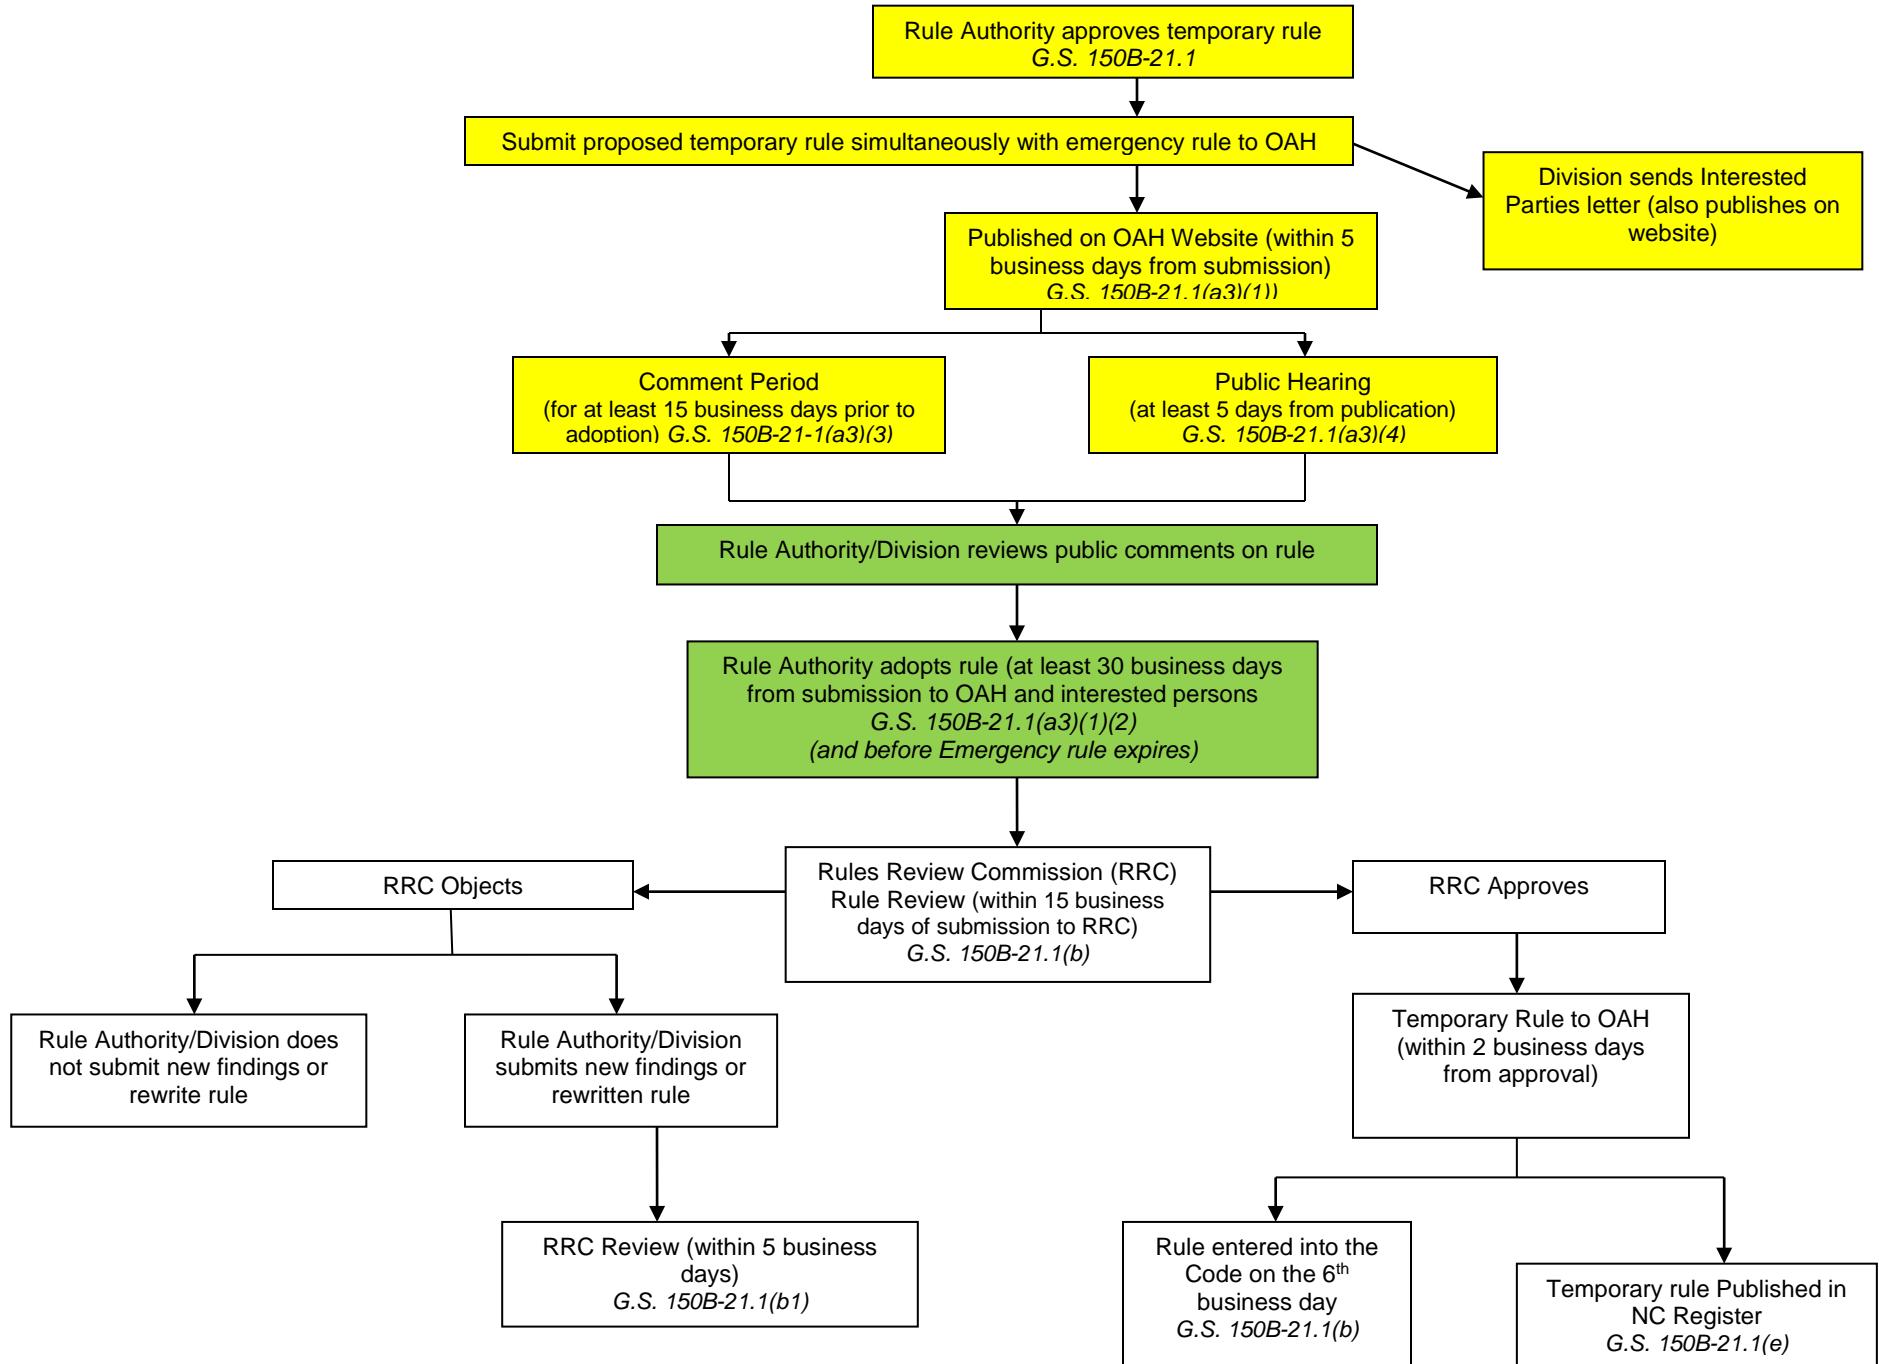 Rule Authority approves temporary rule
G.S. 150B-21.1
Submit proposed temporary rule simultaneously with emergency rule to OAH
Division sends Interested
Parties letter (also publishes on
website)
Published on OAH Website (within 5
business days from submission)
G.S. 150B-21.1(a3)(1))
Comment Period
(for at least 15 business days prior to
adoption) G.S. 150B-21-1(a3)(3)
Public Hearing
(at least 5 days from publication)
G.S. 150B-21.1(a3)(4)
Rule Authority/Division reviews public comments on rule
Rule Authority adopts rule (at least 30 business days
from submission to OAH and interested persons
G.S. 150B-21.1(a3)(1)(2)
(and before Emergency rule expires)
RRC Objects
Rules Review Commission (RRC)
Rule Review (within 15 business
days of submission to RRC)
G.S. 150B-21.1(b)
RRC Approves
Rule Authority/Division does
not submit new findings or
rewrite rule
Rule Authority/Division
submits new findings or
rewritten rule
Temporary Rule to OAH
(within 2 business days
from approval)
RRC Review (within 5 business
days)
G.S. 150B-21.1(b1)
Rule entered into the
Code on the 6th
business day
G.S. 150B-21.1(b)
Temporary rule Published in
NC Register
G.S. 150B-21.1(e)